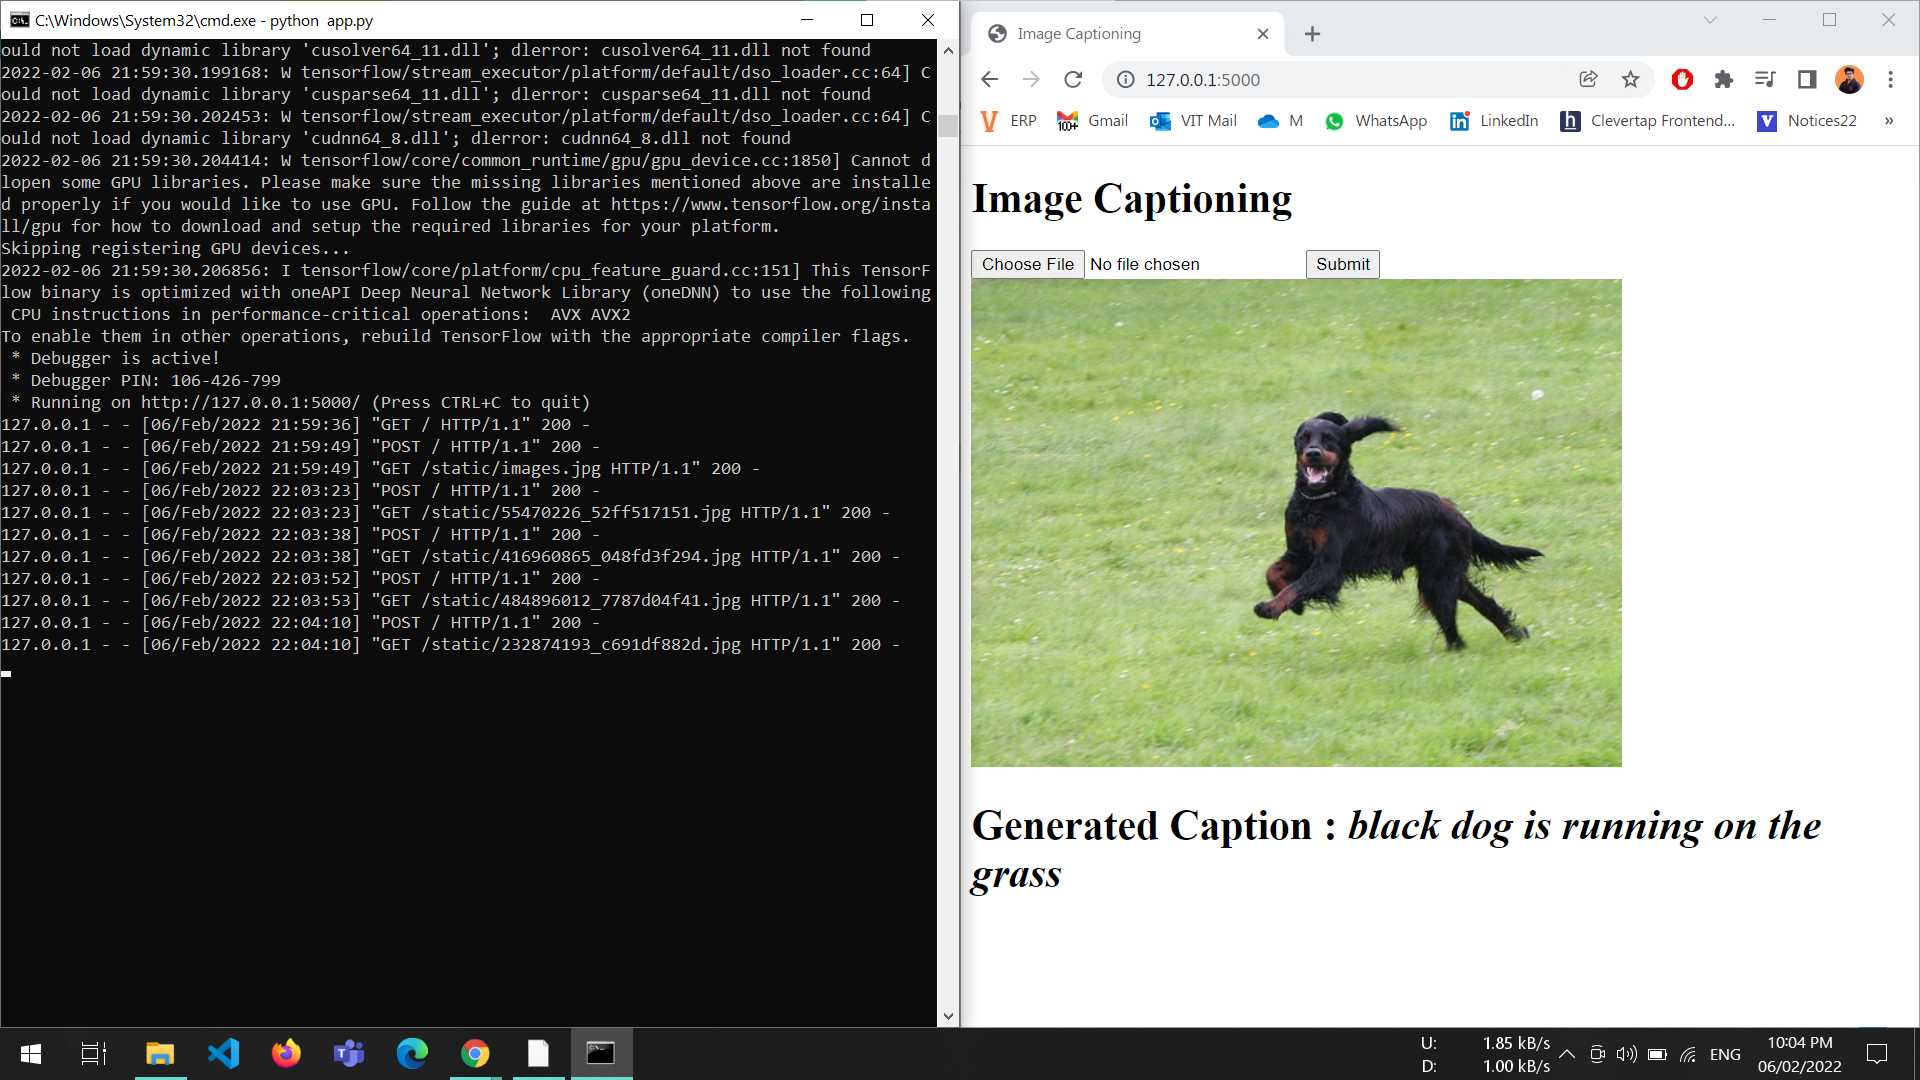 C:\Windows\System32\cmd.exe - python  app.py
ould not load dynamic library 'cusolver64_11.dll'; dlerror: cusolver64_11.dll not found
2022-02-06 21:59:30.199168: W tensorflow/stream_executor/platform/default/dso_loader.cc:64] C
ould not load dynamic library 'cusparse64_11.dll'; dlerror: cusparse64_11.dll not found
2022-02-06 21:59:30.202453: W tensorflow/stream_executor/platform/default/dso_loader.cc:64] C
ould not load dynamic library 'cudnn64_8.dll'; dlerror: cudnn64_8.dll not found
2022-02-06 21:59:30.204414: W tensorflow/core/common_runtime/gpu/gpu_device.cc:1850] Cannot d
lopen some GPU libraries. Please make sure the missing libraries mentioned above are installe
d properly if you would like to use GPU. Follow the guide at https://www.tensorflow.org/insta
ll/gpu for how to download and setup the required libraries for your platform.
Skipping registering GPU devices...
2022-02-06 21:59:30.206856: I tensorflow/core/platform/cpu_feature_guard.cc:151] This TensorF
low binary is optimized with oneAPI Deep Neural Network Library (oneDNN) to use the following
 CPU instructions in performance-critical operations:  AVX AVX2
To enable them in other operations, rebuild TensorFlow with the appropriate compiler flags.
 * Debugger is active!
 * Debugger PIN: 106-426-799
 * Running on http://127.0.0.1:5000/ (Press CTRL+C to quit)
127.0.0.1 - - [06/Feb/2022 21:59:36] "GET / HTTP/1.1" 200 -
127.0.0.1 - - [06/Feb/2022 21:59:49] "POST / HTTP/1.1" 200 -
127.0.0.1 - - [06/Feb/2022 21:59:49] "GET /static/images.jpg HTTP/1.1" 200 -
127.0.0.1 - - [06/Feb/2022 22:03:23] "POST / HTTP/1.1" 200 -
127.0.0.1 - - [06/Feb/2022 22:03:23] "GET /static/55470226_52ff517151.jpg HTTP/1.1" 200 -
127.0.0.1 - - [06/Feb/2022 22:03:38] "POST / HTTP/1.1" 200 -
127.0.0.1 - - [06/Feb/2022 22:03:38] "GET /static/416960865_048fd3f294.jpg HTTP/1.1" 200 -
127.0.0.1 - - [06/Feb/2022 22:03:52] "POST / HTTP/1.1" 200 -
127.0.0.1 - - [06/Feb/2022 22:03:53] "GET /static/484896012_7787d04f41.jpg HTTP/1.1" 200 -
127.0.0.1 - - [06/Feb/2022 22:04:10] "POST / HTTP/1.1" 200 -
127.0.0.1 - - [06/Feb/2022 22:04:10] "GET /static/232874193_c691df882d.jpg HTTP/1.1" 200 -
Image Captioning
127.0.0.1:5000
ERP 100+ Gmail VIT Mail M WhatsApp LinkedIn h Clevertap Frontend... V Notices22 »
Image Captioning
Choose File No file chosen Submit
Generated Caption : black dog is running on the
grass
U: 1.85 kB/s
D: 1.00 kB/s
ENG
10:04 PM
06/02/2022